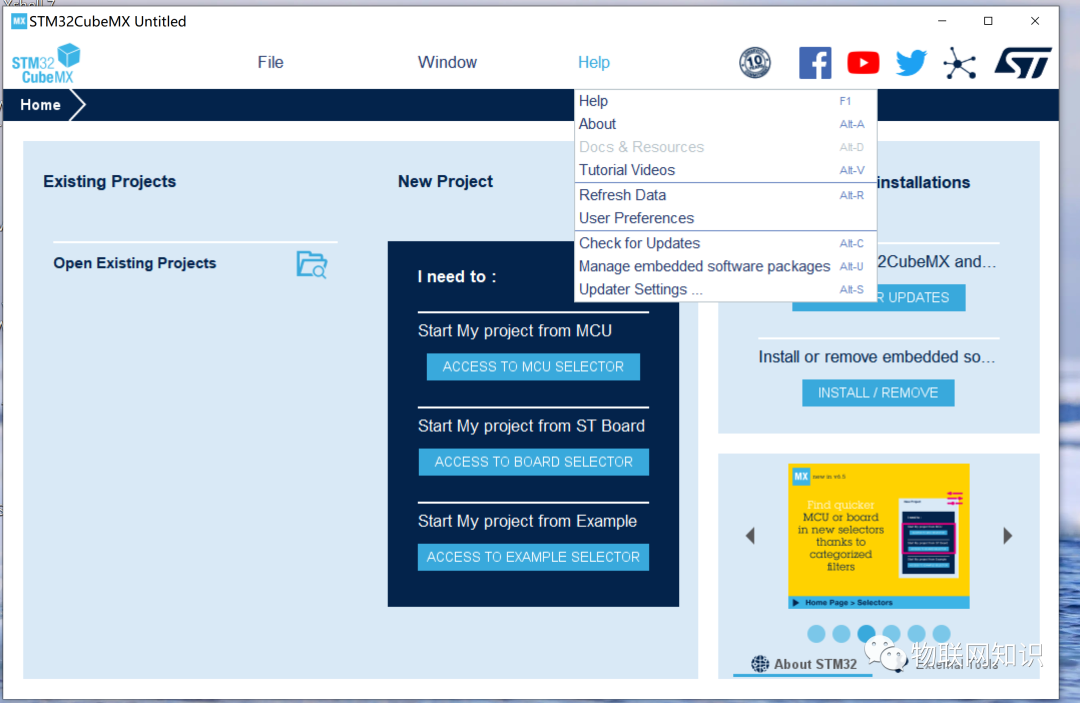 STM32CubeMX Untitled
STM32
CubeMX
File
Window
Help
10
ST
Home
Help F1
About Alt-A
Docs & Resources Alt-D
Tutorial Videos Alt-V
Refresh Data Alt-R
User Preferences
Check for Updates Alt-C
Manage embedded software packages Alt-U
Updater Settings ... Alt-S
Existing Projects
Open Existing Projects
New Project
I need to :
Start My project from MCU
ACCESS TO MCU SELECTOR
Start My project from ST Board
ACCESS TO BOARD SELECTOR
Start My project from Example
ACCESS TO EXAMPLE SELECTOR
installations
2CubeMX and...
R UPDATES
Install or remove embedded so...
INSTALL / REMOVE
MX new in v6.0
Find quicker
MCU or board
in new selectors
thanks to
categorized
filters
Home Page > Selectors
About STM32
External Tools
物联网知识